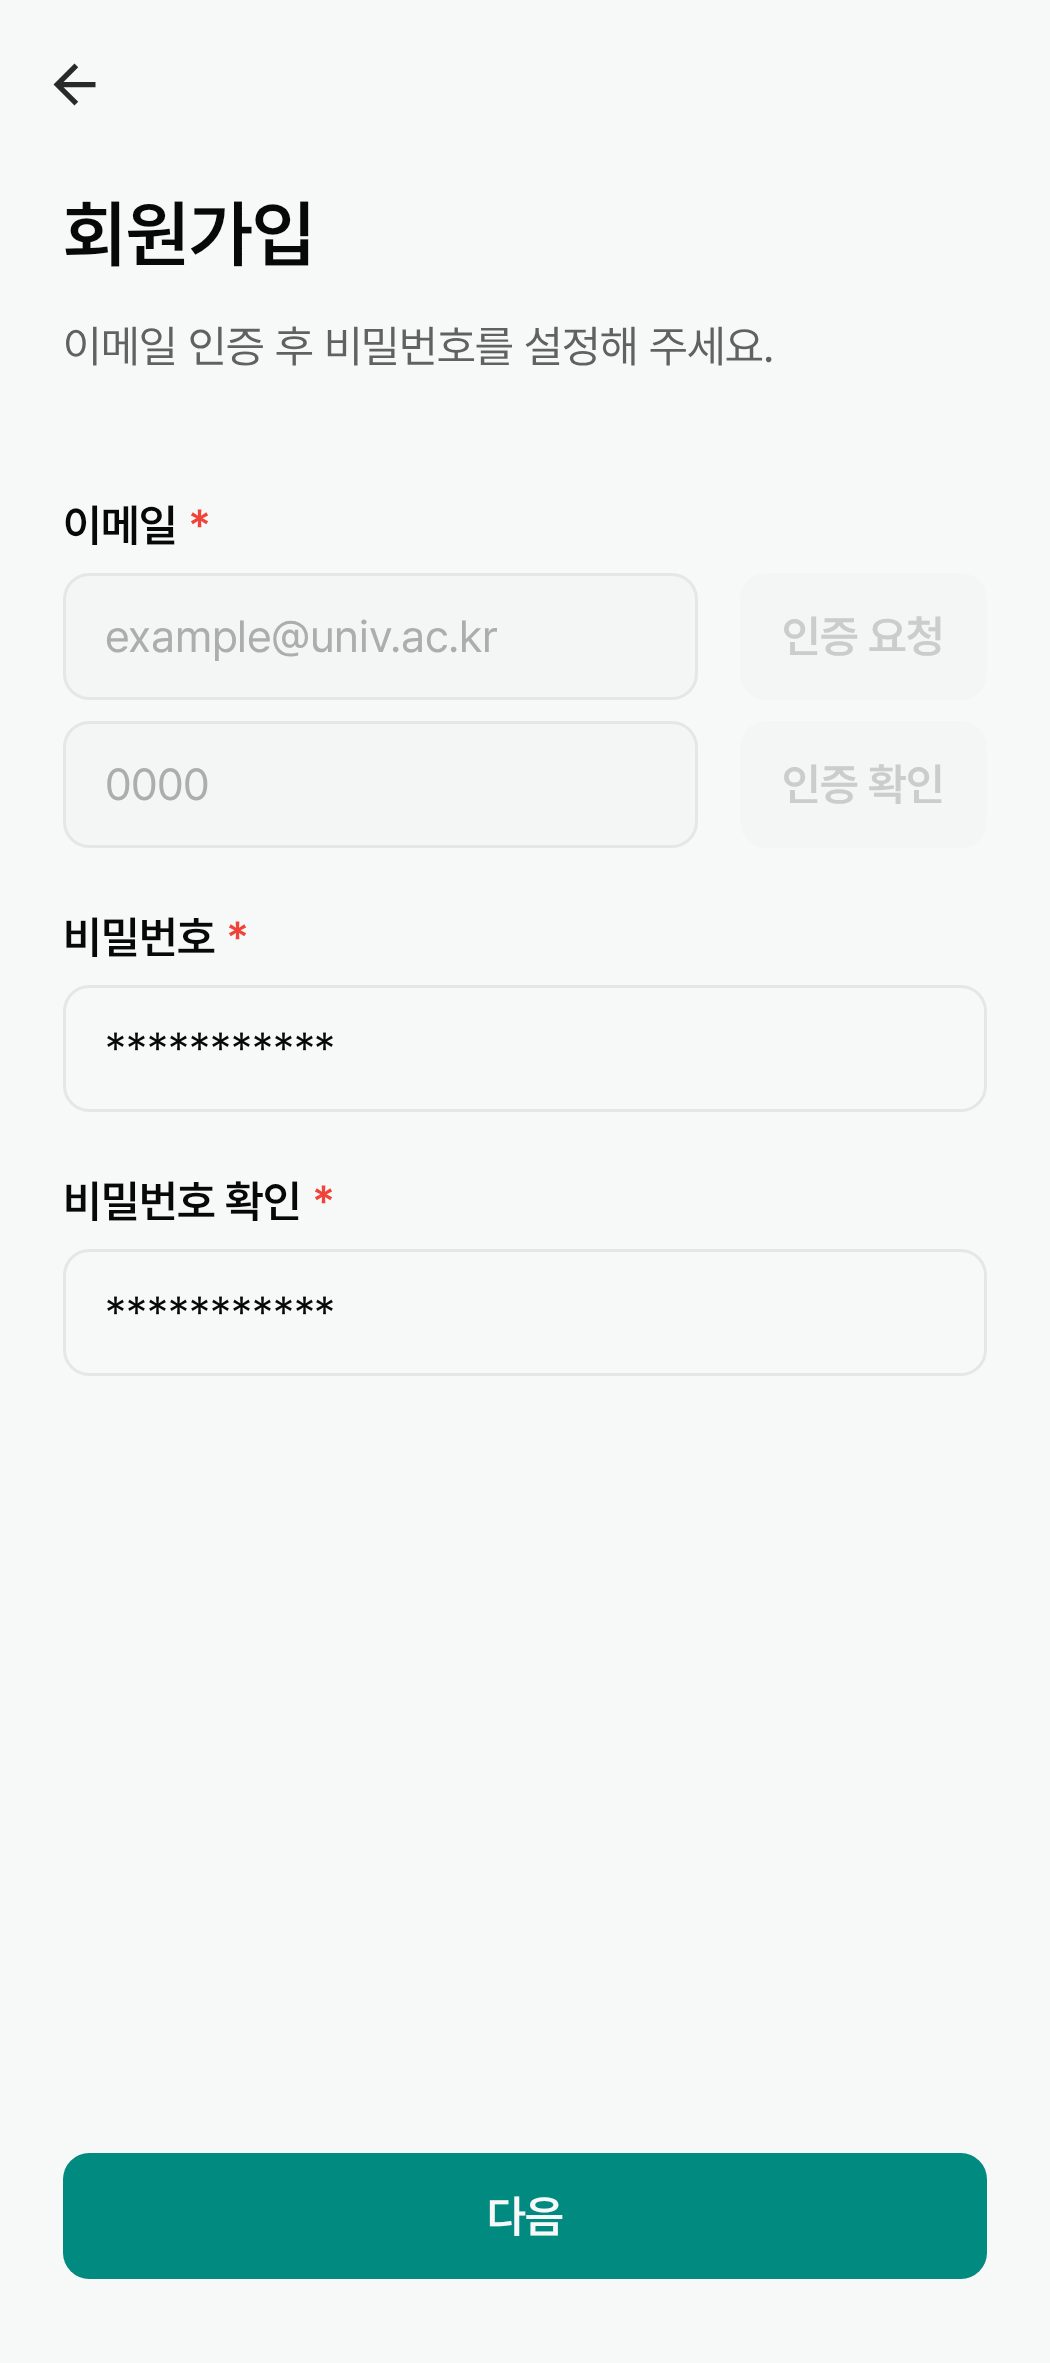 회원가입
이메일 인증 후 비밀번호를 설정해 주세요.
이메일 *
example@univ.ac.kr
인증 요청
0000
인증 확인
비밀번호 *
***********
비밀번호 확인 *
***********
다음